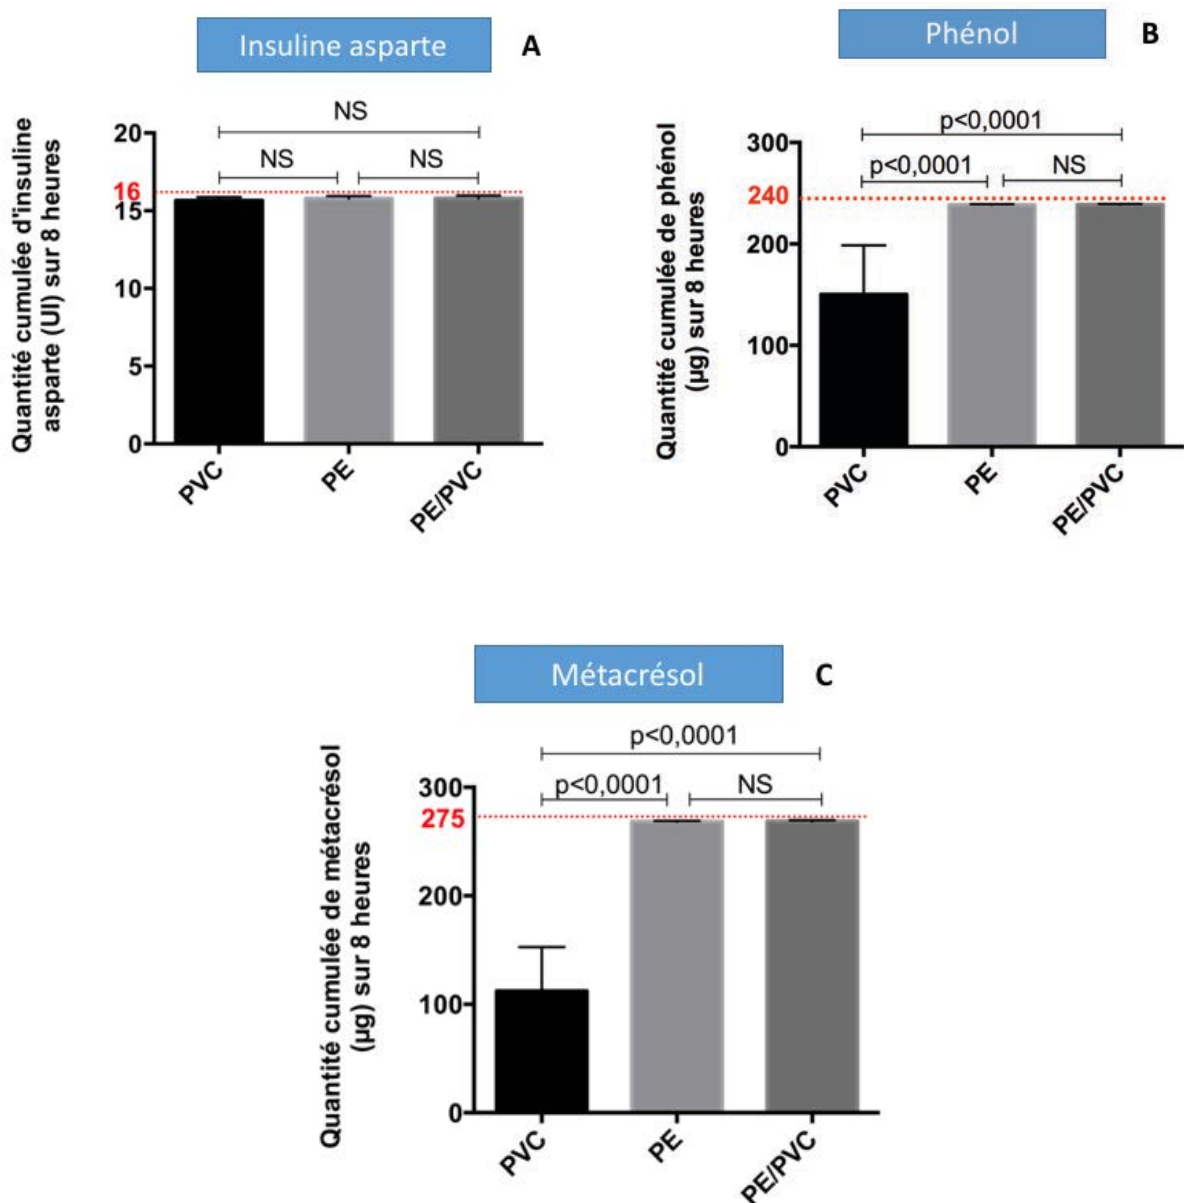 Insuline asparte
A
Quantité cumulée d'insuline
asparte (UI) sur 8 heures
20
16
15
10
5
0
NS
NS
NS
PVC
PE
PE/PVC
Phénol
B
Quantité cumulée de phénol
(µg) sur 8 heures
300
240
200
100
0
p<0,0001
p<0,0001
NS
PVC
PE
PE/PVC
Métacrésol
C
Quantité cumulée de métacrésol
(µg) sur 8 heures
300
275
200
100
0
p<0,0001
p<0,0001
NS
PVC
PE
PE/PVC